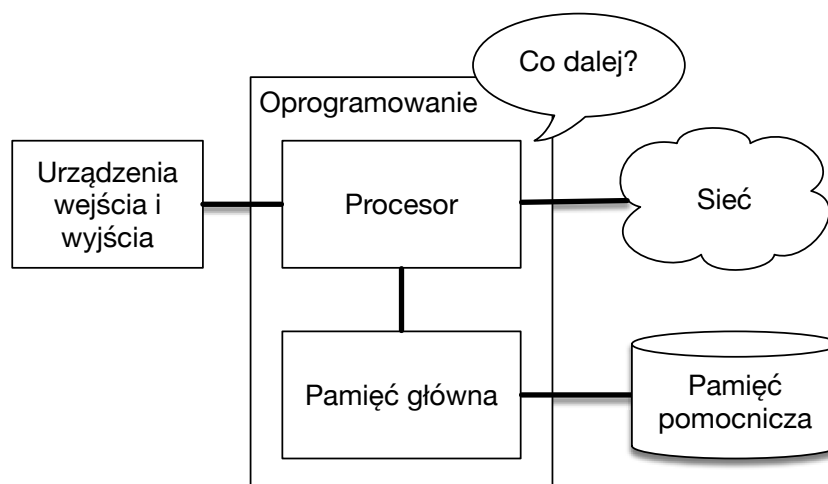 Co dalej?
Oprogramowanie
Urządzenia
wejścia i
wyjścia
Procesor
Sieć
Pamięć główna
Pamięć
pomocnicza